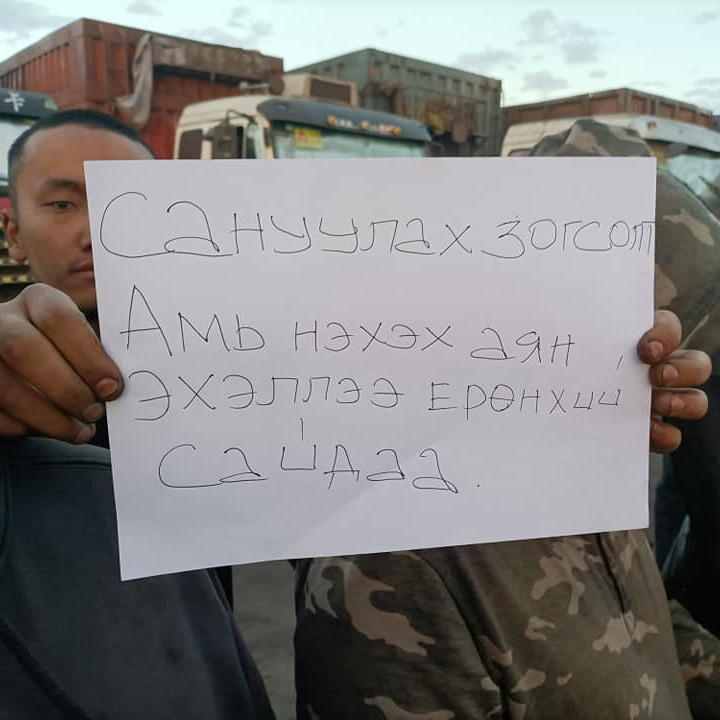 Сануулах зогсолт
Амь нэхэх аян
эхэллээ ерөнхий
сайдаа.